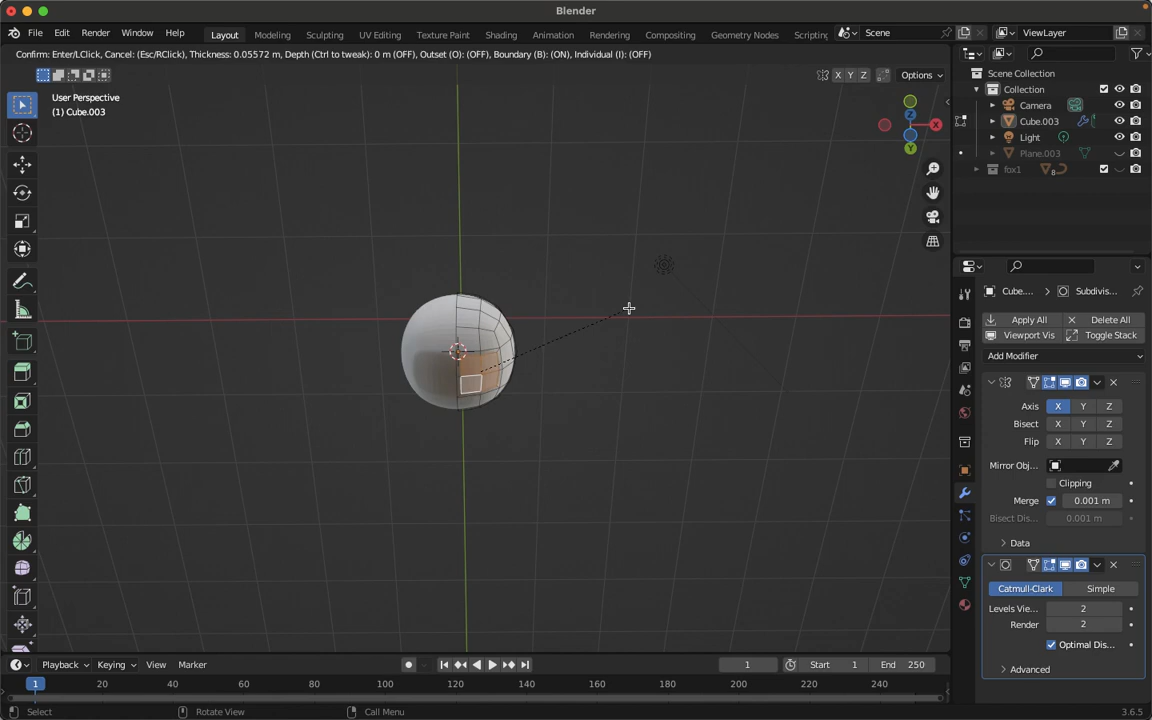 Blender
File Edit Render Window Help Layout Modeling Sculpting UV Editing Texture Paint Shading Animation Rendering Compositing Geometry Nodes Scripting Scene ViewLayer
Confirm: Enter/LClick, Cancel: (Esc/RClick), Thickness: 0.05572 m, Depth (Ctrl to tweak): 0 m (OFF), Outset (O): (OFF), Boundary (B): (ON), Individual (I): (OFF)
X Y Z Options
User Perspective
(1) Cube.003
Z
X
Y
Scene Collection
Collection
Camera
Cube.003
Light
Plane.003
fox1 8
Cube.... Subdivis...
Apply All Delete All
Viewport Vis Toggle Stack
Add Modifier
Axis X Y Z
Bisect X Y Z
Flip X Y Z
Mirror Obj...
Clipping
Merge 0.001 m
Bisect Dis... 0.001 m
Data
Catmull-Clark Simple
Levels Vie... 2
Render 2
Optimal Dis...
Advanced
Playback Keying View Marker 1 Start 1 End 250
1 20 40 60 80 100 120 140 160 180 200 220 240
Select Rotate View Call Menu 3.6.5